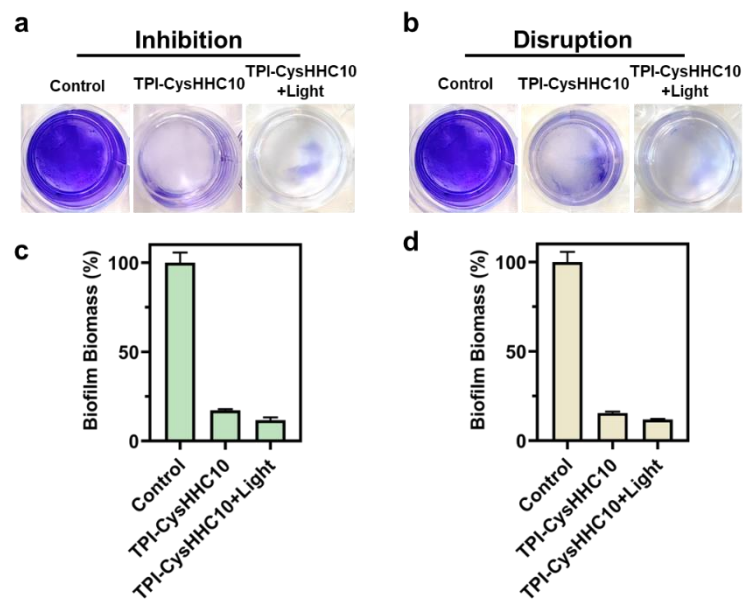 a
Inhibition
Control
TPI-CysHHC10
TPI-CysHHC10
+Light
b
Disruption
Control
TPI-CysHHC10
TPI-CysHHC10
+Light
c
Biofilm Biomass (%)
100
50
0
Control
TPI-CysHHC10
TPI-CysHHC10+Light
d
Biofilm Biomass (%)
100
50
0
Control
TPI-CysHHC10
TPI-CysHHC10+Light